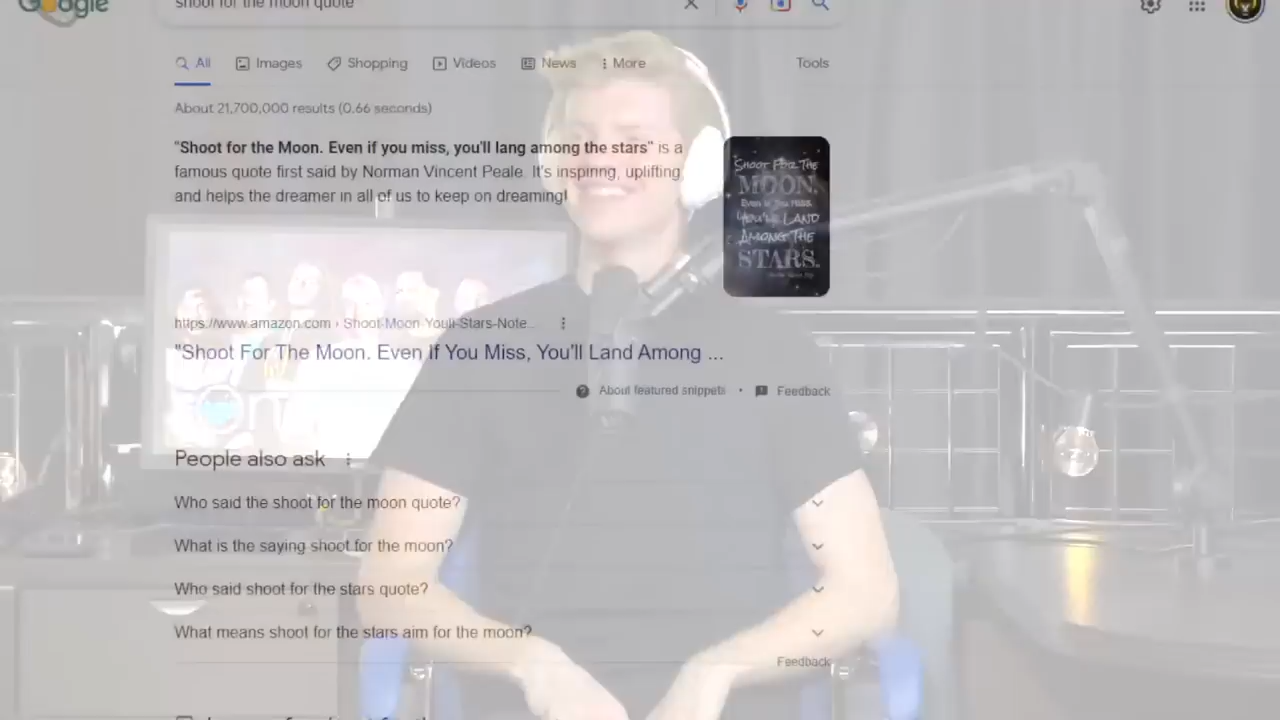 Google
shoot for the moon quote
All
Images
Shopping
Videos
News
More
Tools
About 21,700,000 results (0.66 seconds)
"Shoot for the Moon. Even if you miss, you'll lang among the stars" is a
famous quote first said by Norman Vincent Peale. It's inspiring, uplifting,
and helps the dreamer in all of us to keep on dreaming!
SHOOT FOR THE
MOON.
EVEN IF YOU MISS,
YOU'LL LAND
AMONG THE
STARS.
https://www.amazon.com › Shoot-Moon-Youll-Stars-Note...
"Shoot For The Moon. Even If You Miss, You'll Land Among ...
About featured snippets • Feedback
People also ask
Who said the shoot for the moon quote?
What is the saying shoot for the moon?
Who said shoot for the stars quote?
What means shoot for the stars aim for the moon?
Feedback